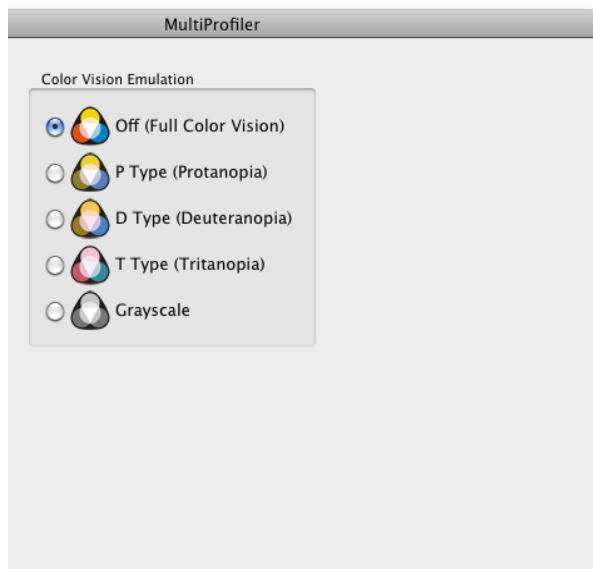 MultiProfiler
Color Vision Emulation
Off (Full Color Vision)
P Type (Protanopia)
D Type (Deuteranopia)
T Type (Tritanopia)
Grayscale